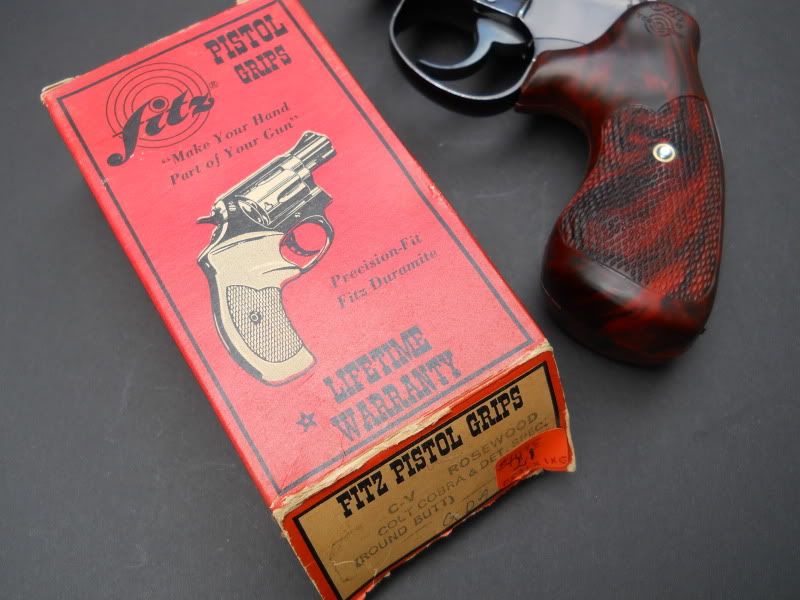 PISTOL
GRIPS
Fitz®
"Make Your Hand
Part of Your Gun"
Precision-Fit
Fitz Duramite
LIFETIME
WARRANTY
FITZ PISTOL GRIPS
C-V ROSEWOOD
COLT COBRA & DET. SPEC.
(ROUND BUTT)